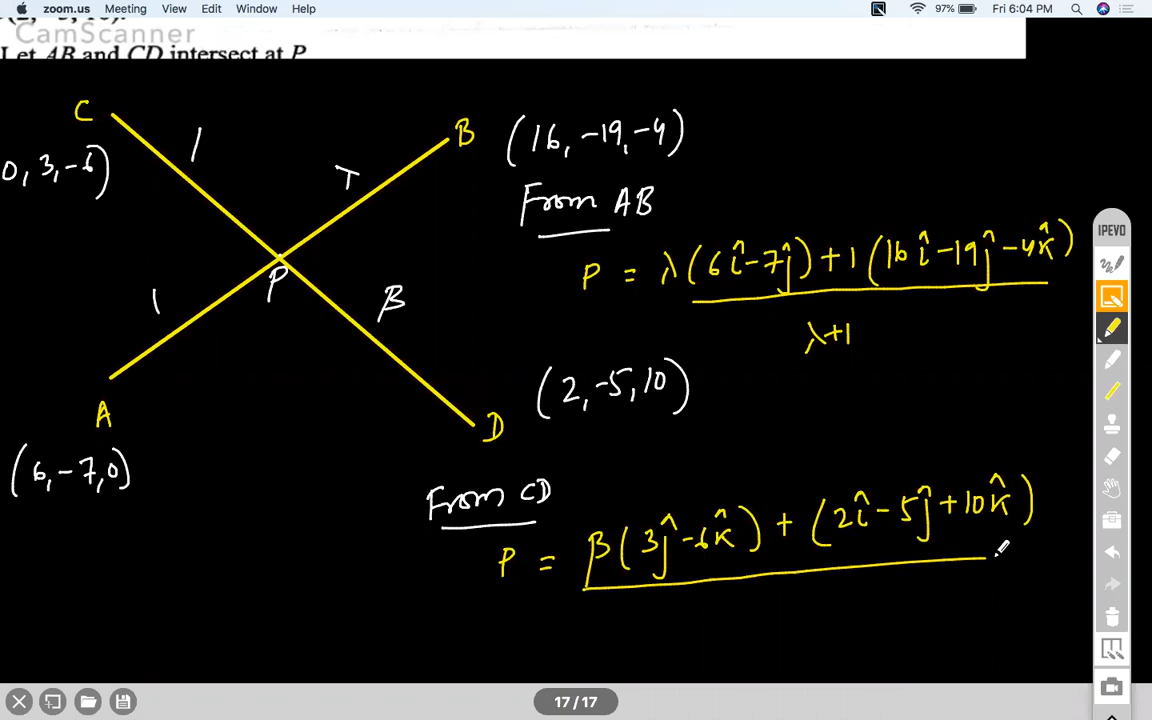 zoom.us Meeting View Edit Window Help 97% Fri 6:04 PM
CamScanner
Let AB and CD intersect at P
C
1
B
(16, -19, -4)
0, 3, -6)
From AB
P = λ(6î - 7ĵ) + 1(16î - 19ĵ - 4k̂)
λ+1
IPEVO
P
1
β
A
(2, -5, 10)
D
(6, -7, 0)
From CD
P = β(3ĵ - 6k̂) + (2î - 5ĵ + 10k̂)
17/17